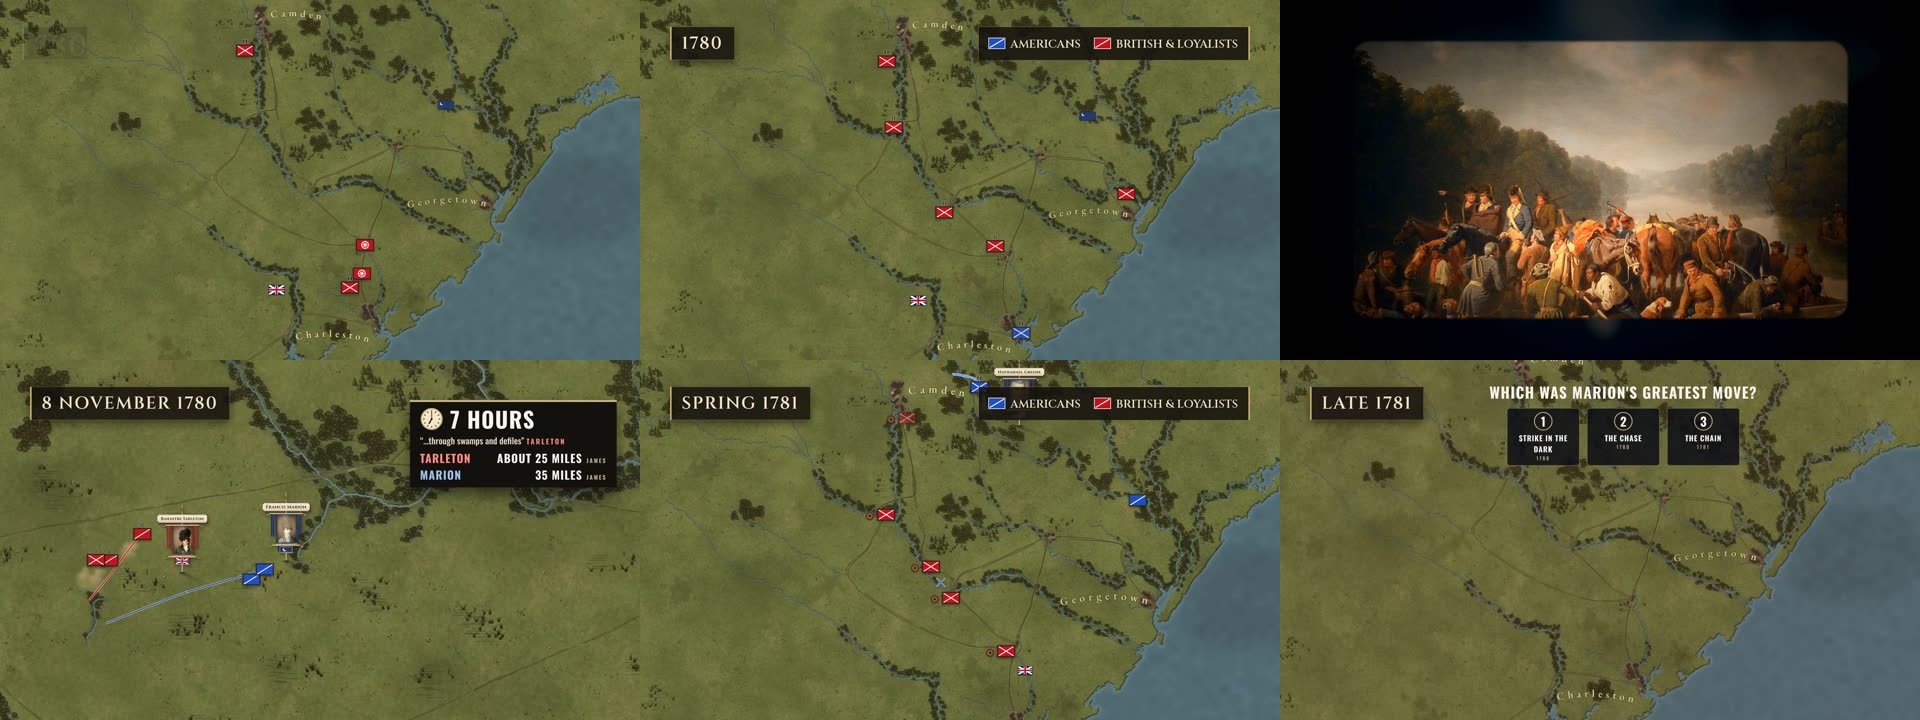 Camden
Georgetown
Charleston
1780
AMERICANS
BRITISH & LOYALISTS
Camden
Georgetown
Charleston
8 NOVEMBER 1780
7 HOURS
"...through swamps and defiles" TARLETON
TARLETON ABOUT 25 MILES JAMES
MARION 35 MILES JAMES
BANASTRE TARLETON
FRANCIS MARION
SPRING 1781
NATHANAEL GREENE
Camden
AMERICANS
BRITISH & LOYALISTS
Georgetown
LATE 1781
WHICH WAS MARION'S GREATEST MOVE?
1
STRIKE IN THE
DARK
1780
2
THE CHASE
1780
3
THE CHAIN
1781
Georgetown
Charleston